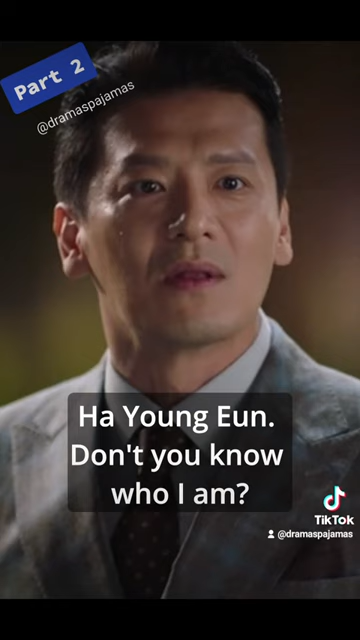 Part 2
@dramaspajamas
Ha Young Eun.
Don't you know
who I am?
TikTok
@dramaspajamas